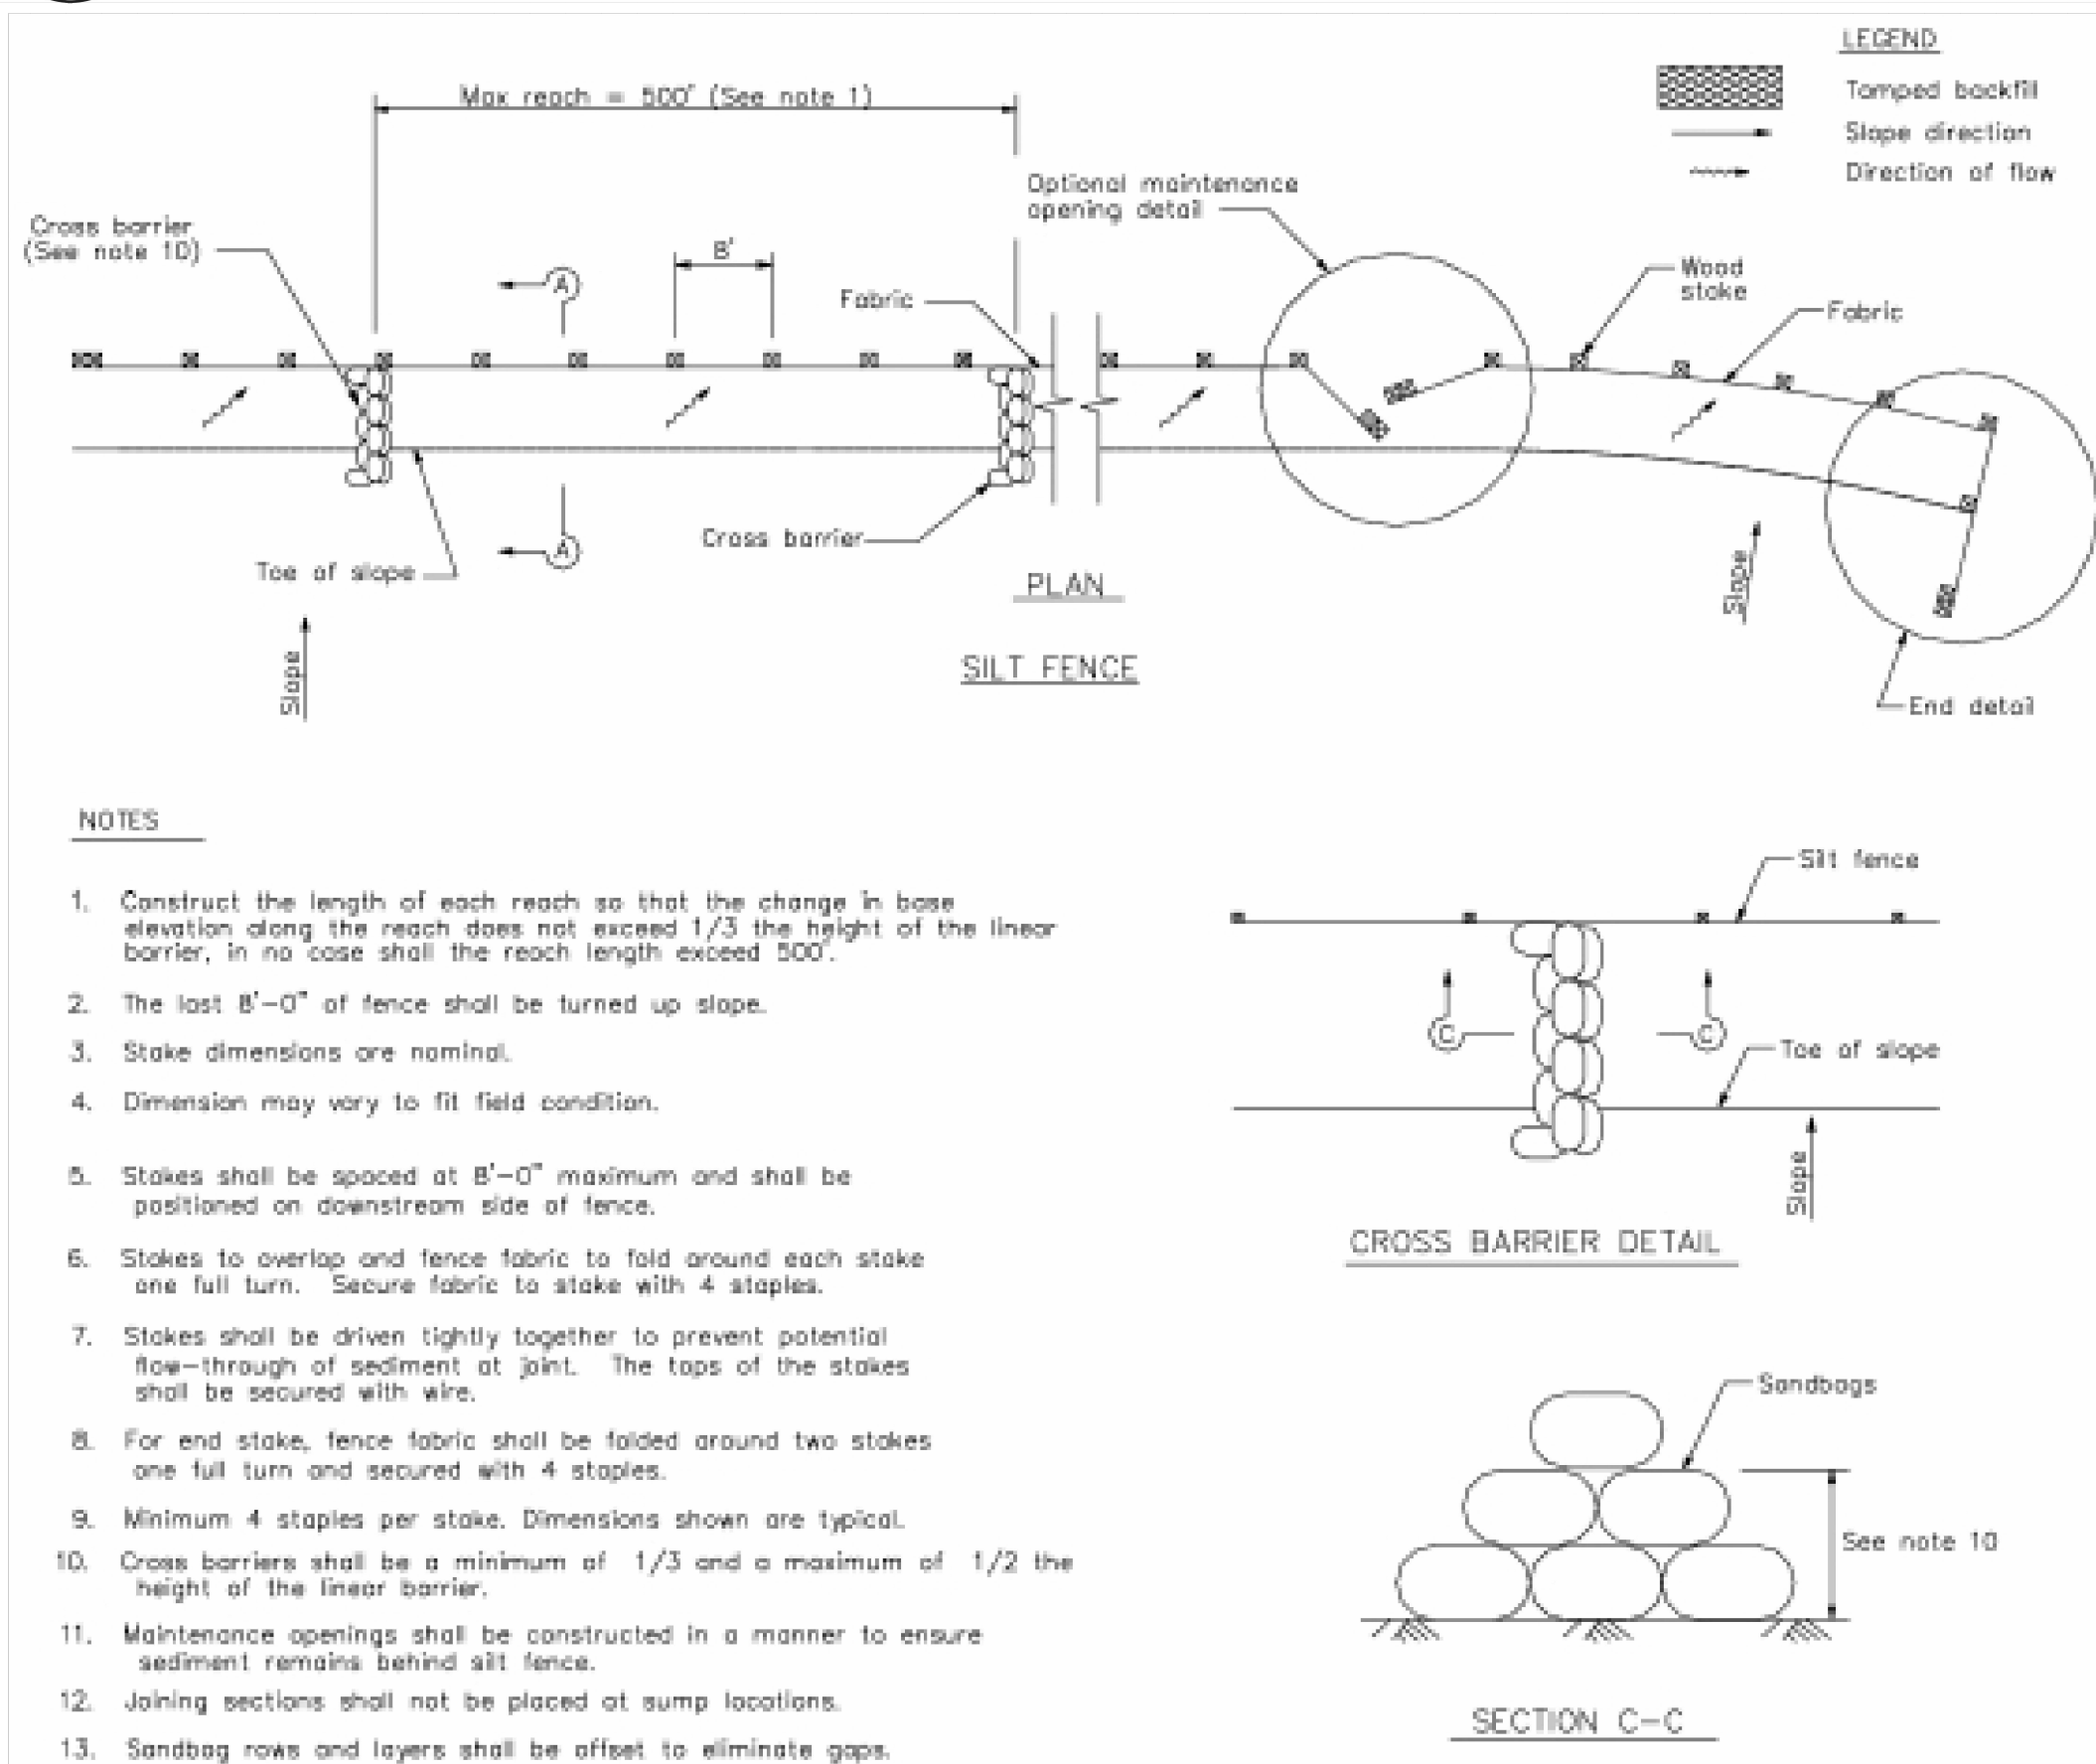 LEGEND
Tamped backfill
Slope direction
Direction of flow
Max reach = 500' (See note 1)
Optional maintenance
opening detail
Cross barrier
(See note 10)
8'
A
Fabric
Wood
stake
Fabric
Cross barrier
A
Toe of slope
PLAN
Slope
Slope
SILT FENCE
End detail
NOTES
1. Construct the length of each reach so that the change in base
elevation along the reach does not exceed 1/3 the height of the linear
barrier, in no case shall the reach length exceed 500'.
2. The last 8'-0" of fence shall be turned up slope.
3. Stake dimensions are nominal.
4. Dimension may vary to fit field condition.
5. Stakes shall be spaced at 8'-0" maximum and shall be
positioned on downstream side of fence.
6. Stakes to overlap and fence fabric to fold around each stake
one full turn. Secure fabric to stake with 4 staples.
7. Stakes shall be driven tightly together to prevent potential
flow-through of sediment at joint. The tops of the stakes
shall be secured with wire.
8. For end stake, fence fabric shall be folded around two stakes
one full turn and secured with 4 staples.
9. Minimum 4 staples per stake. Dimensions shown are typical.
10. Cross barriers shall be a minimum of 1/3 and a maximum of 1/2 the
height of the linear barrier.
11. Maintenance openings shall be constructed in a manner to ensure
sediment remains behind silt fence.
12. Joining sections shall not be placed at sump locations.
13. Sandbag rows and layers shall be offset to eliminate gaps.
Silt fence
C
C
Toe of slope
Slope
CROSS BARRIER DETAIL
Sandbags
See note 10
SECTION C-C